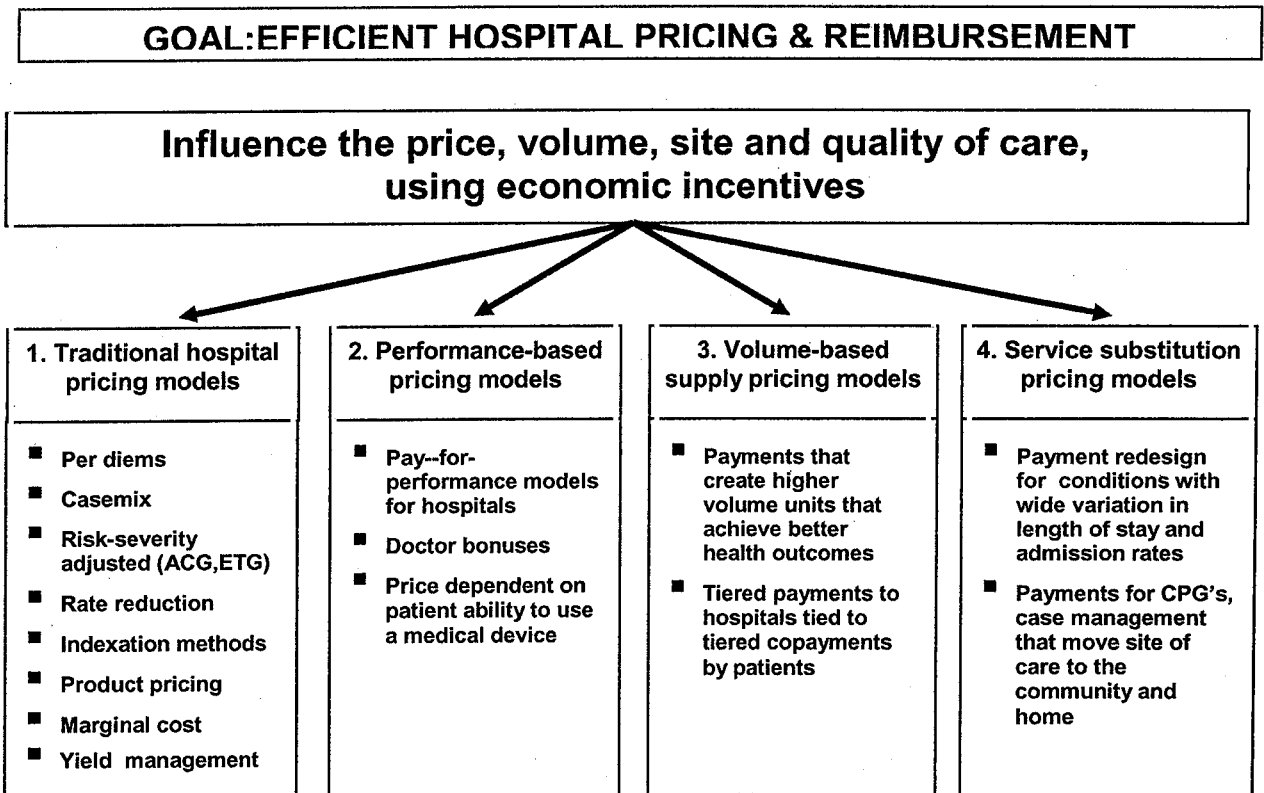 GOAL:EFFICIENT HOSPITAL PRICING & REIMBURSEMENT
Influence the price, volume, site and quality of care,
using economic incentives
1. Traditional hospital
pricing models
■ Per diems
■ Casemix
■ Risk-severity
adjusted (ACG,ETG)
■ Rate reduction
■ Indexation methods
■ Product pricing
■ Marginal cost
■ Yield management
2. Performance-based
pricing models
■ Pay--for-
performance models
for hospitals
■ Doctor bonuses
■ Price dependent on
patient ability to use
a medical device
3. Volume-based
supply pricing models
■ Payments that
create higher
volume units that
achieve better
health outcomes
■ Tiered payments to
hospitals tied to
tiered copayments
by patients
4. Service substitution
pricing models
■ Payment redesign
for conditions with
wide variation in
length of stay and
admission rates
■ Payments for CPG's,
case management
that move site of
care to the
community and
home